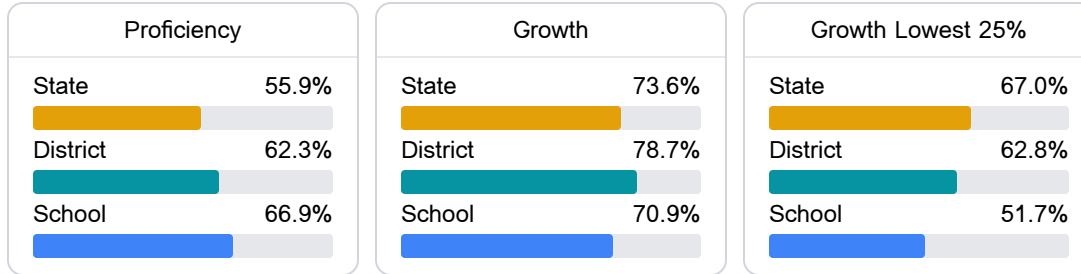 Proficiency
State 55.9%
District 62.3%
School 66.9%
Growth
State 73.6%
District 78.7%
School 70.9%
Growth Lowest 25%
State 67.0%
District 62.8%
School 51.7%